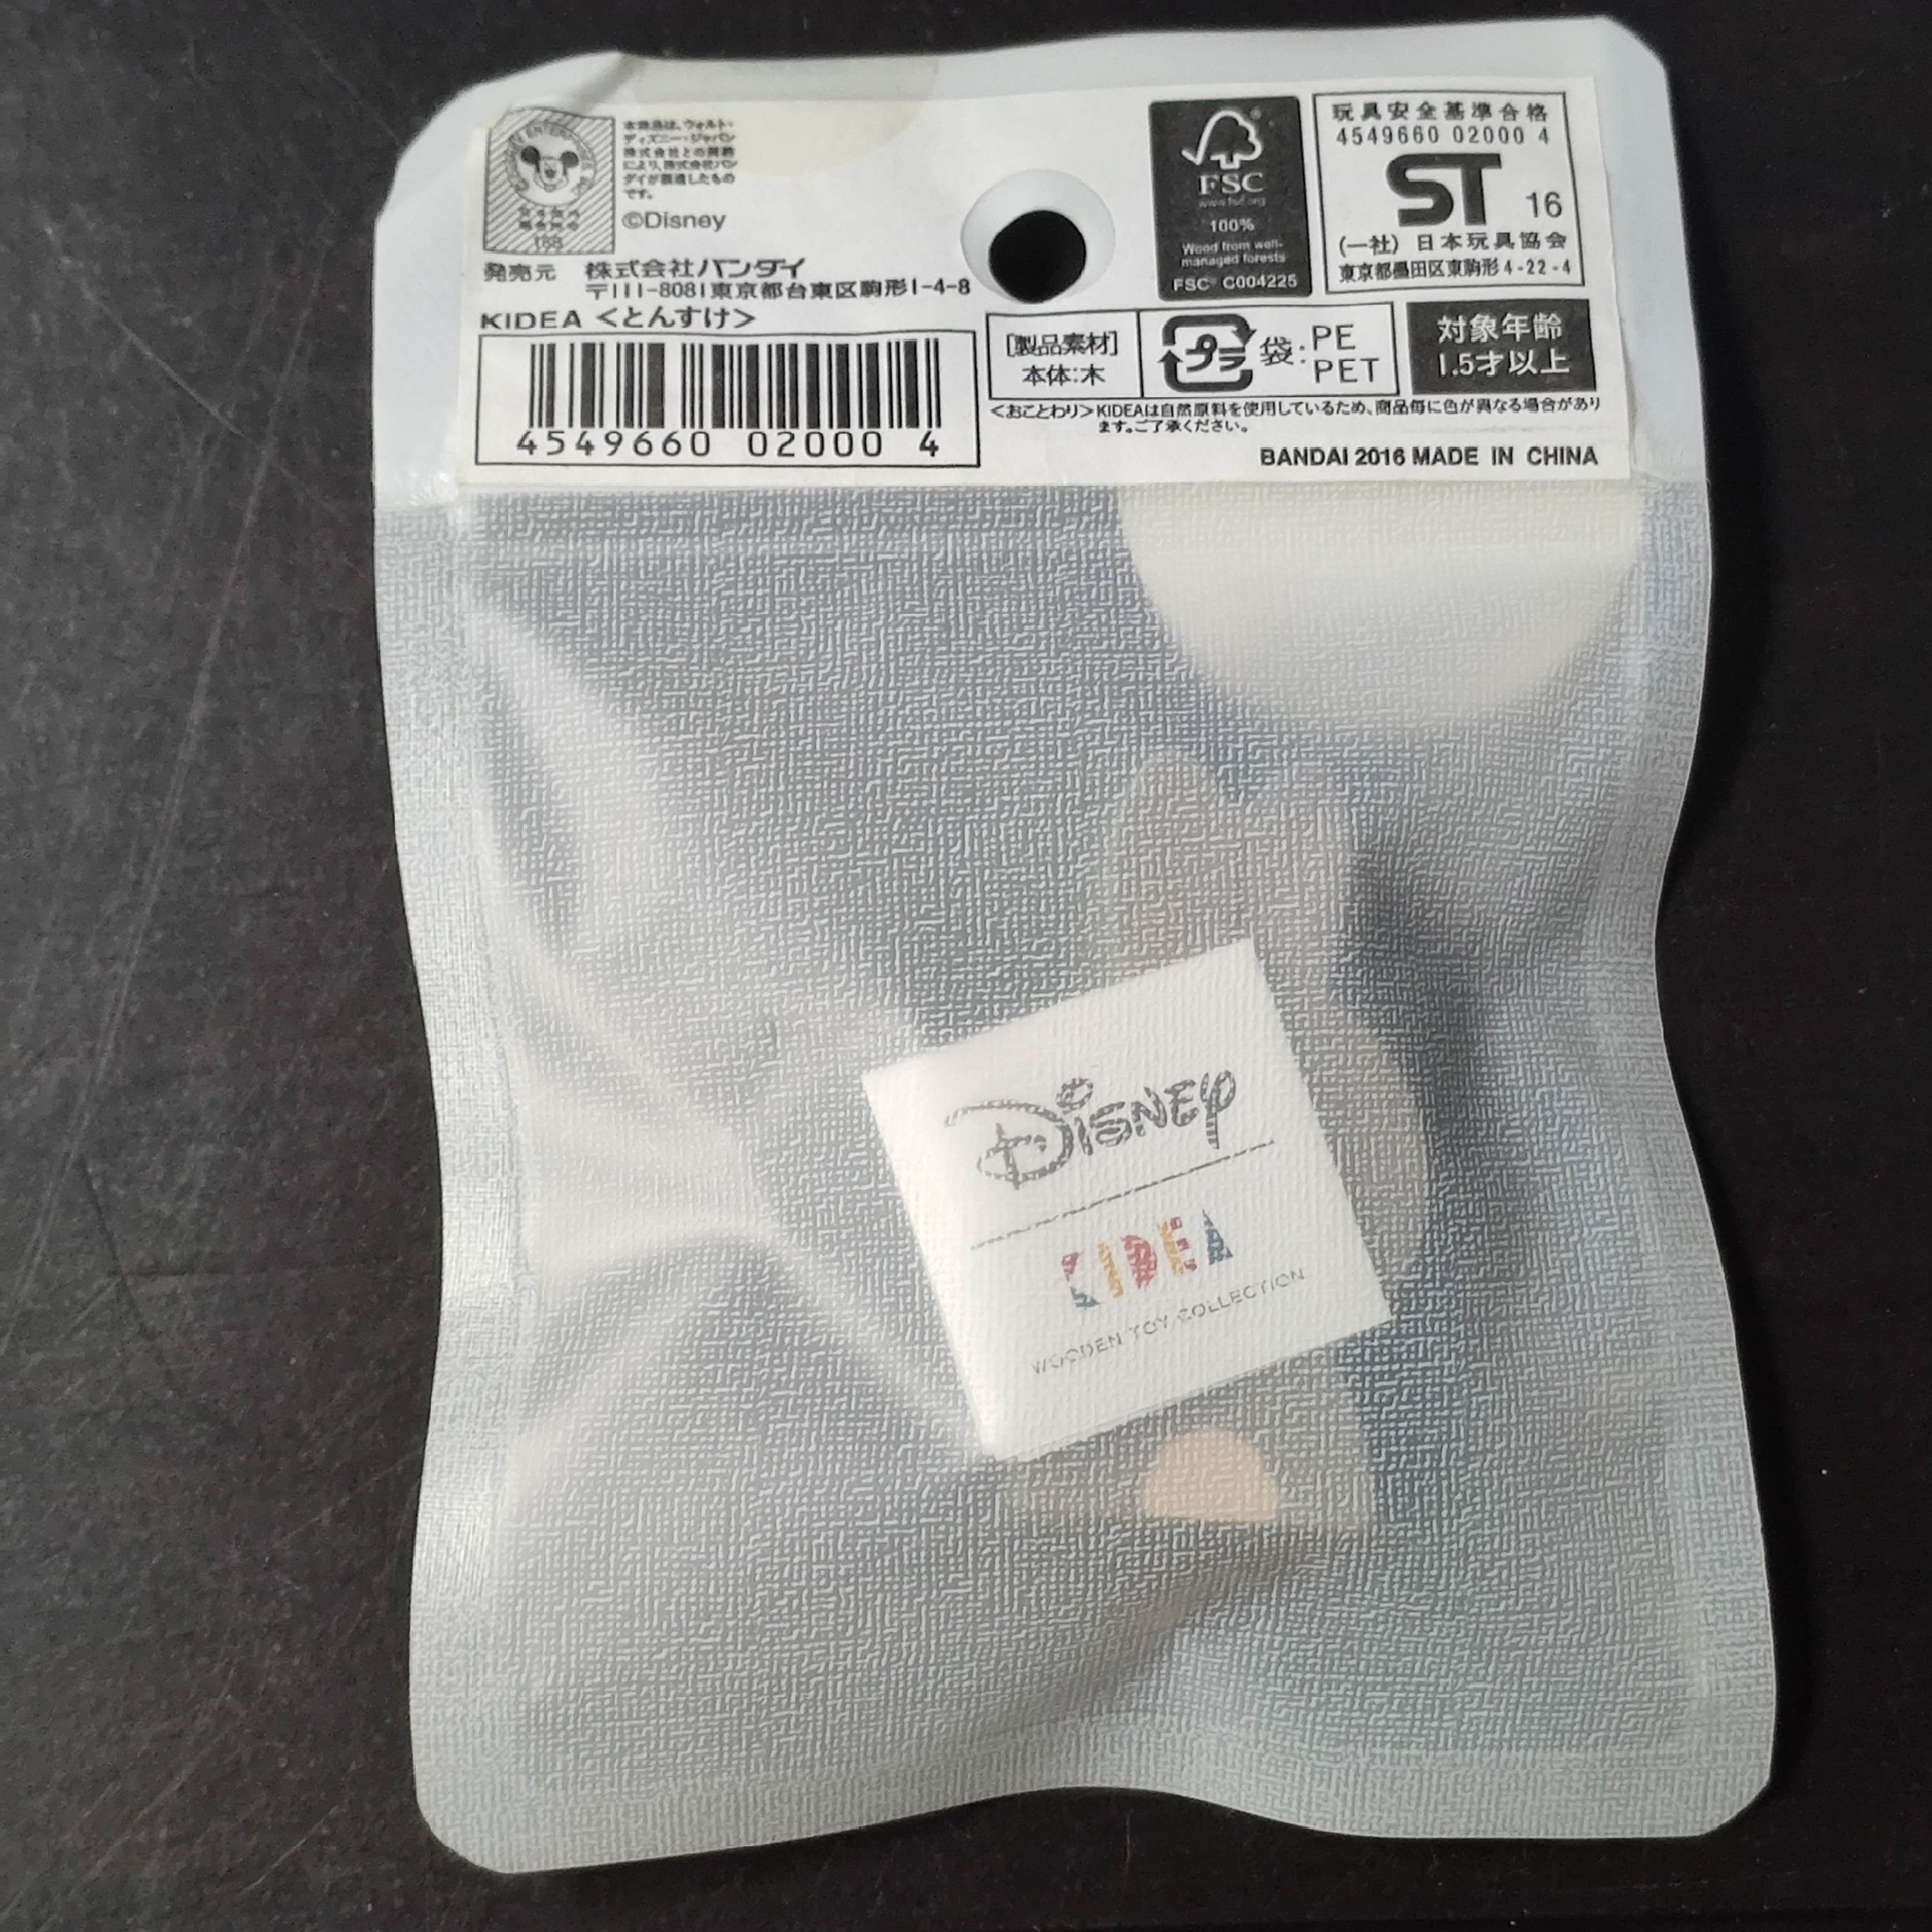 本商品は、ウォルト・
ディズニー・ジャパン
株式会社との契約
により、株式会社バン
ダイが製造したもの
です。
©Disney
発売元 株式会社バンダイ
〒111-8081東京都台東区駒形1-4-8
KIDEA <とんすけ>
4549660 02000 4
FSC
www.fsc.org
100%
Wood from well-
managed forests
FSC® C004225
玩具安全基準合格
4549660 02000 4
ST 16
(一社) 日本玩具協会
東京都墨田区東駒形4-22-4
[製品素材]
本体:木
プラ 袋:PE
PET
対象年齢
1.5才以上
<おことわり>KIDEAは自然原料を使用しているため、商品毎に色が異なる場合があり
ます。ご了承ください。
BANDAI 2016 MADE IN CHINA
Disney
KIDEA
WOODEN TOY COLLECTION